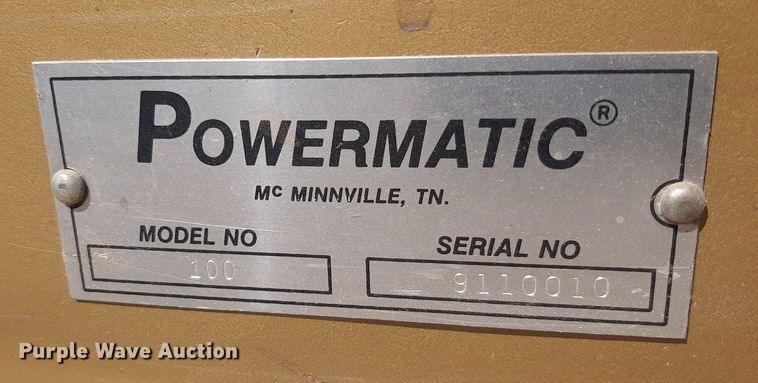 POWERMATIC®
Mc MINNVILLE, TN.
MODEL NO
100
SERIAL NO
9110010
Purple Wave Auction